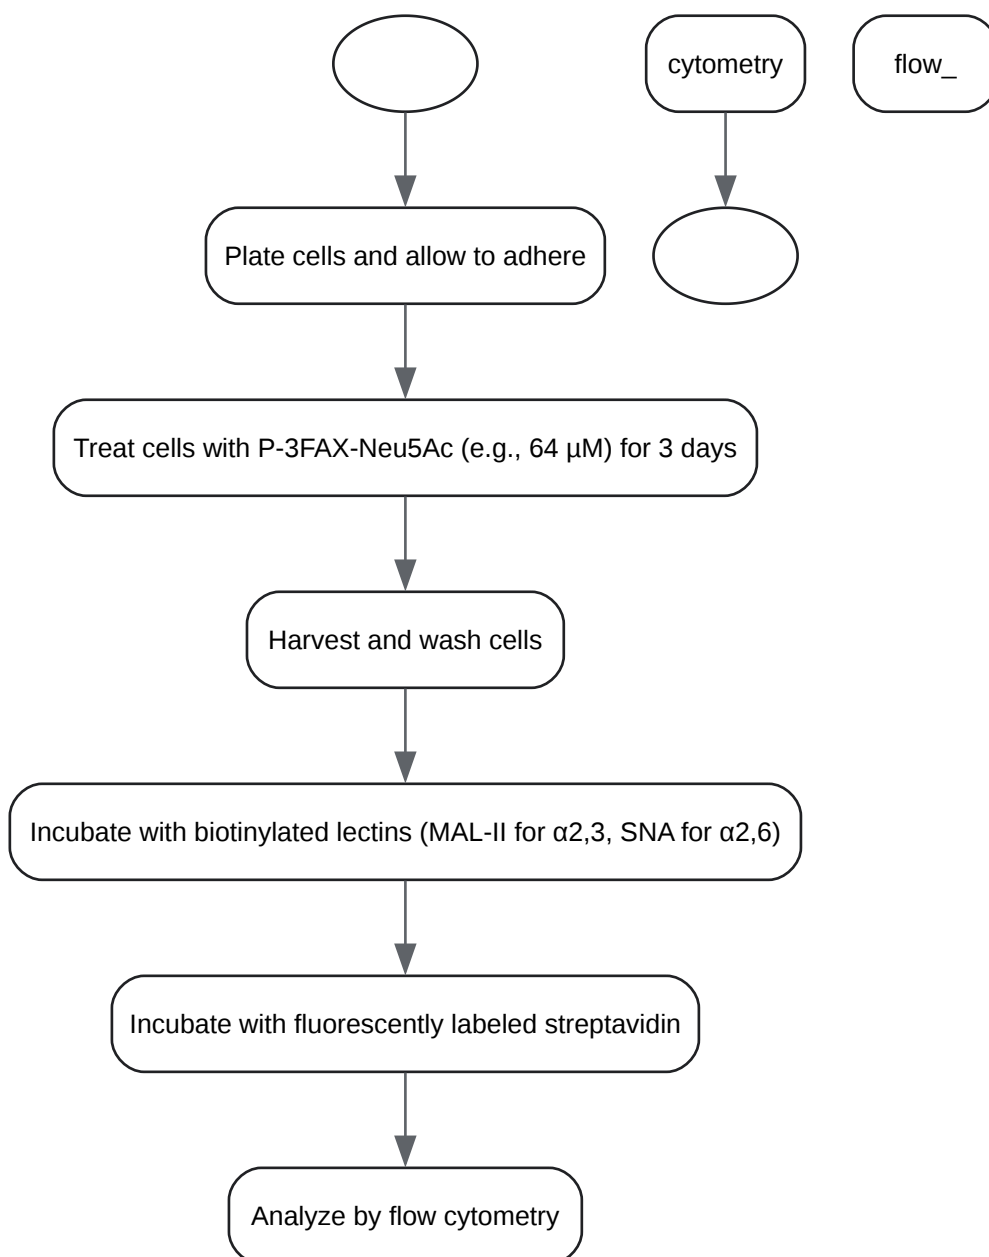 cytometry
flow_
Plate cells and allow to adhere
Treat cells with P-3FAX-Neu5Ac (e.g., 64 µM) for 3 days
Harvest and wash cells
Incubate with biotinylated lectins (MAL-II for α2,3, SNA for α2,6)
Incubate with fluorescently labeled streptavidin
Analyze by flow cytometry